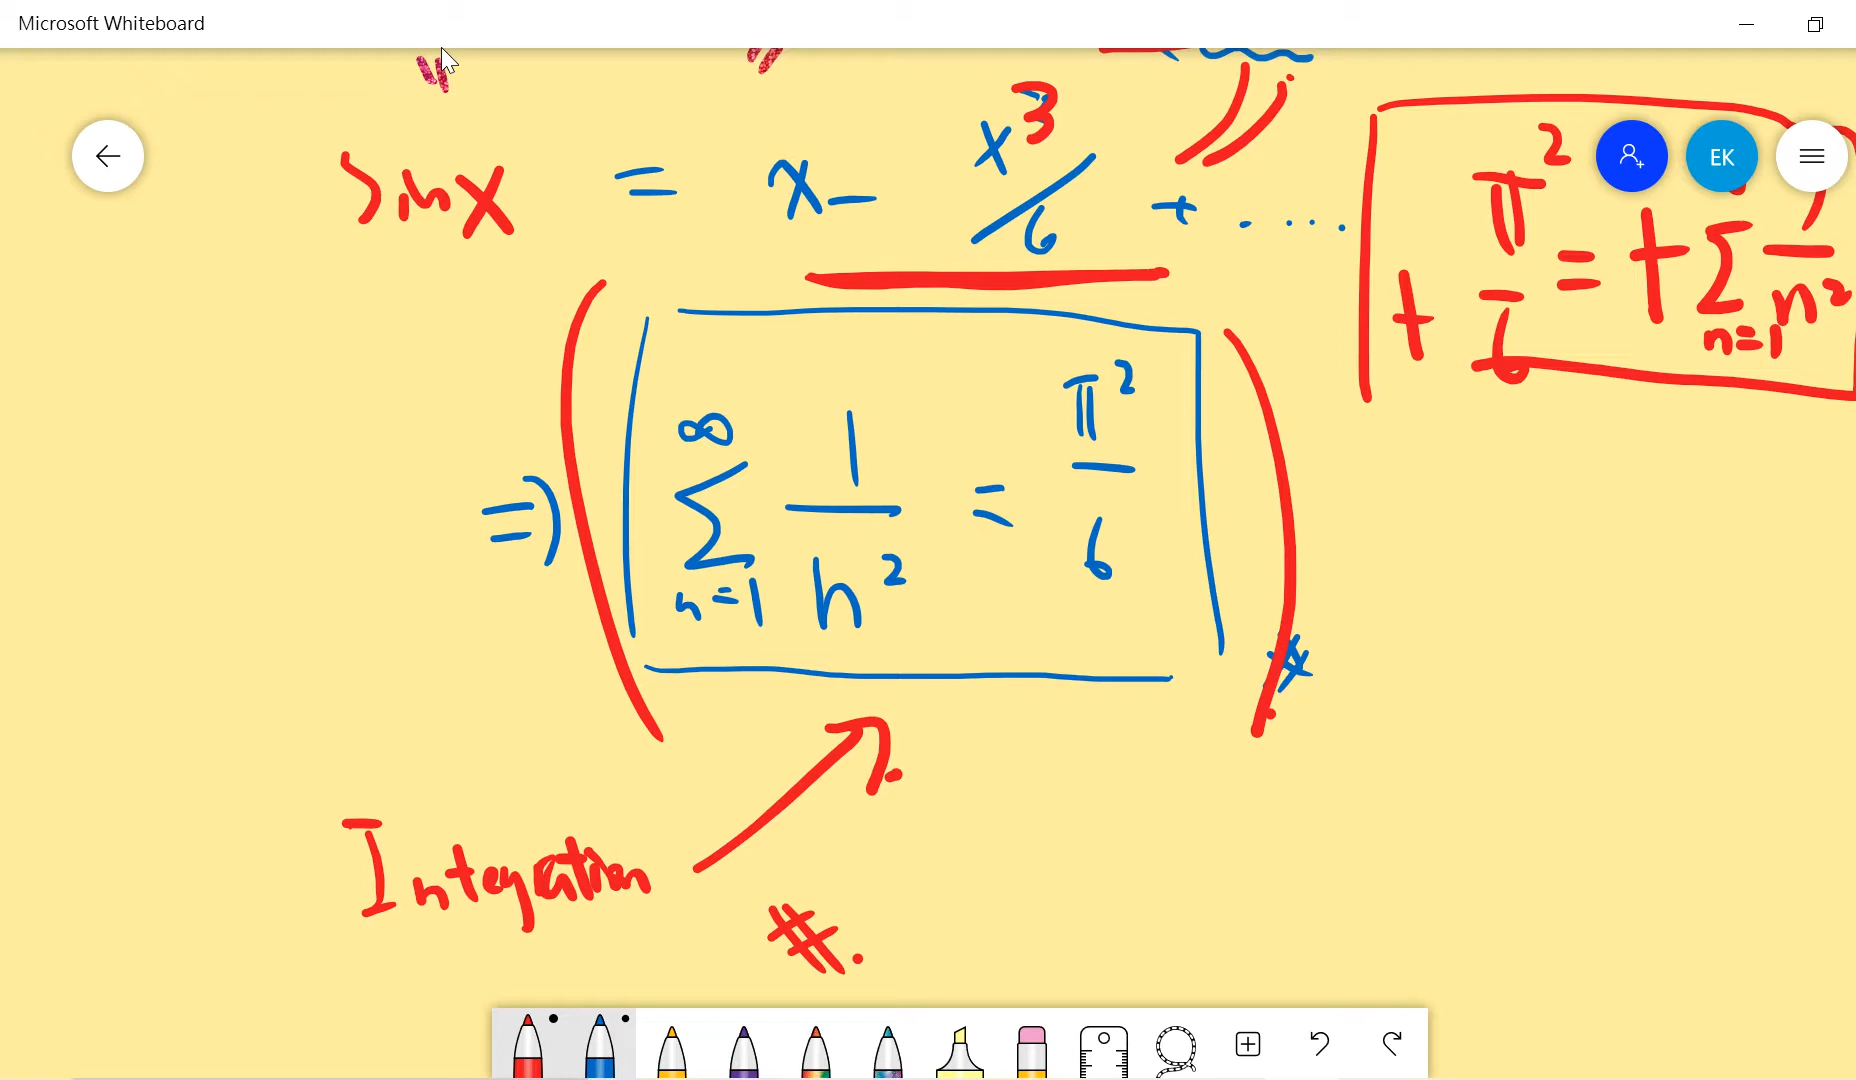 Microsoft Whiteboard
EK
sinx = x - x³/6 + .....
+ π²/6 = + ∑ n=1 1/n²
=> ∑ n=1 ∞ 1/n² = π²/6
Integration
#.